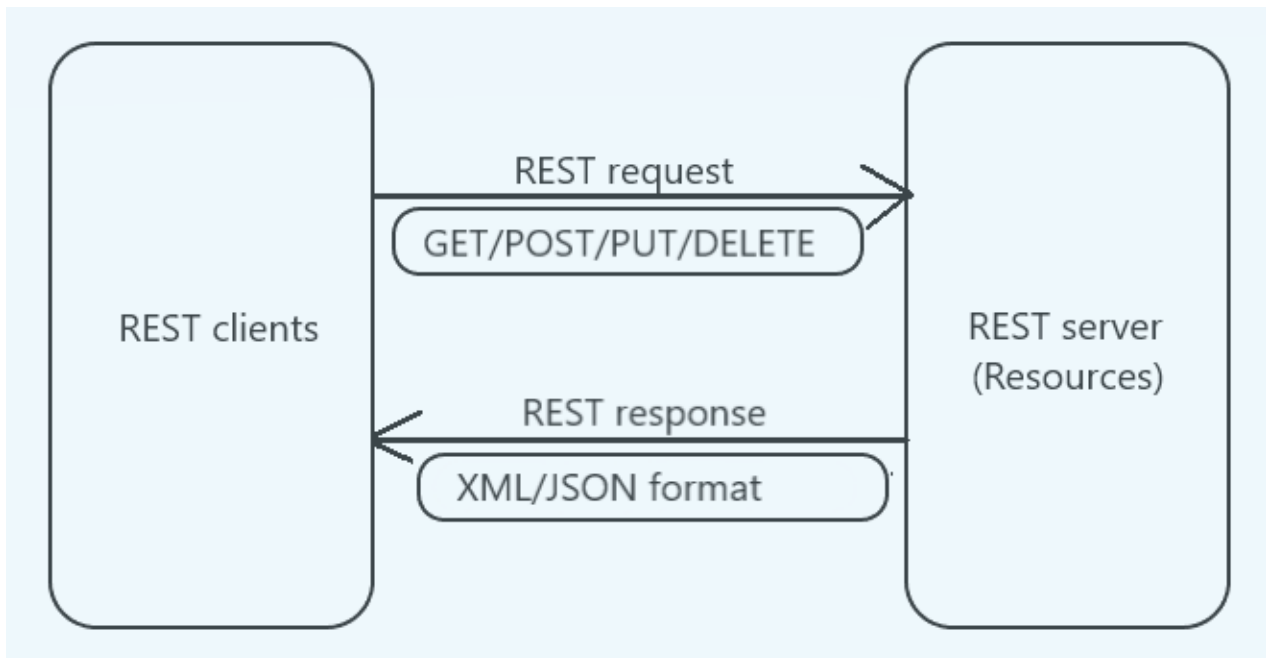 REST request
GET/POST/PUT/DELETE
REST clients
REST server
(Resources)
REST response
XML/JSON format